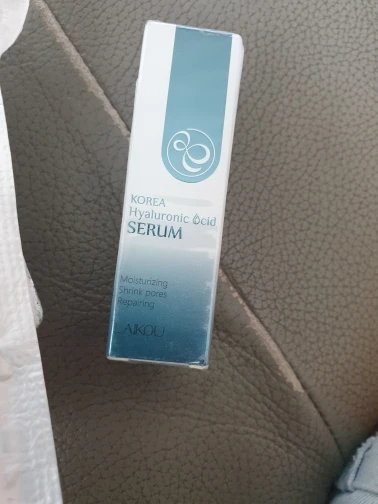 KOREA
Hyaluronic Acid
SERUM
Moisturizing
Shrink pores
Repairing
LAIKOU